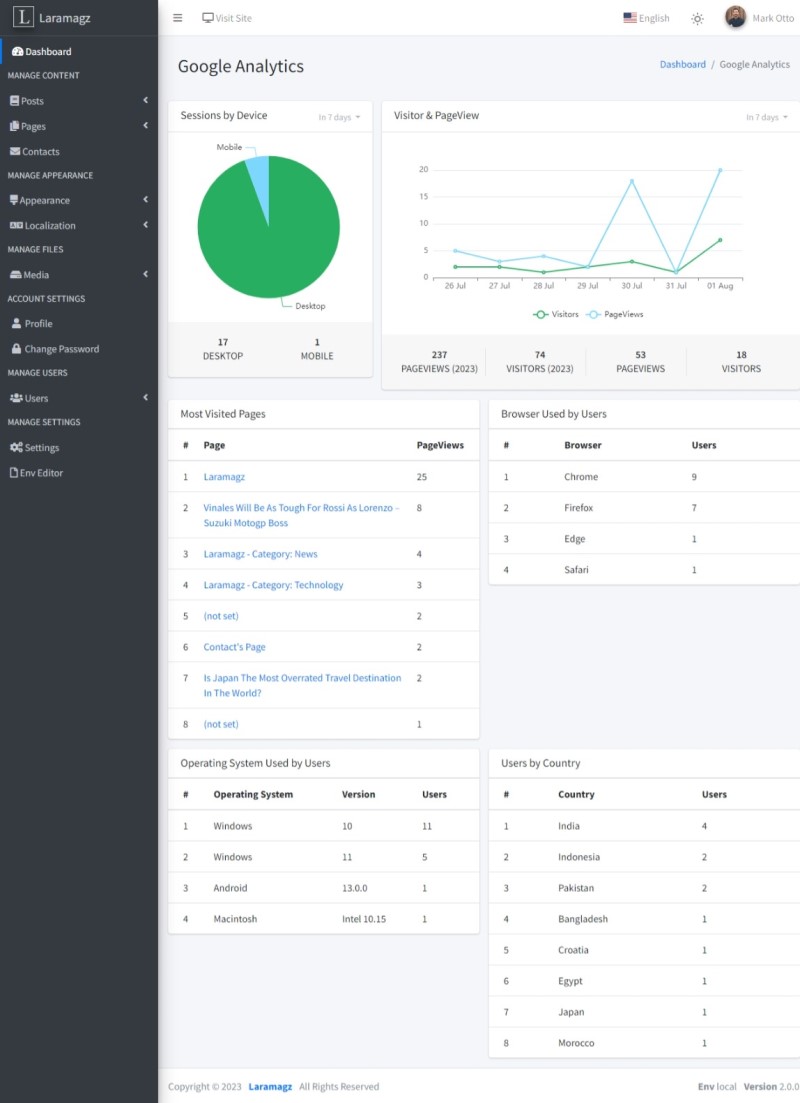 L Laramagz
Visit Site
English
Mark Otto
Dashboard
MANAGE CONTENT
Posts
Pages
Contacts
MANAGE APPEARANCE
Appearance
Localization
MANAGE FILES
Media
ACCOUNT SETTINGS
Profile
Change Password
MANAGE USERS
Users
MANAGE SETTINGS
Settings
Env Editor
Google Analytics
Dashboard / Google Analytics
Sessions by Device
In 7 days
Mobile
Desktop
17
DESKTOP
1
MOBILE
Visitor & PageView
In 7 days
20
15
10
5
0
26 Jul 27 Jul 28 Jul 29 Jul 30 Jul 31 Jul 01 Aug
Visitors PageViews
237
PAGEVIEWS (2023)
74
VISITORS (2023)
53
PAGEVIEWS
18
VISITORS
Most Visited Pages
# Page PageViews
1 Laramagz 25
2 Vinales Will Be As Tough For Rossi As Lorenzo – 8
Suzuki Motogp Boss
3 Laramagz - Category: News 4
4 Laramagz - Category: Technology 3
5 (not set) 2
6 Contact's Page 2
7 Is Japan The Most Overrated Travel Destination 2
In The World?
8 (not set) 1
Browser Used by Users
# Browser Users
1 Chrome 9
2 Firefox 7
3 Edge 1
4 Safari 1
Operating System Used by Users
# Operating System Version Users
1 Windows 10 11
2 Windows 11 5
3 Android 13.0.0 1
4 Macintosh Intel 10.15 1
Users by Country
# Country Users
1 India 4
2 Indonesia 2
3 Pakistan 2
4 Bangladesh 1
5 Croatia 1
6 Egypt 1
7 Japan 1
8 Morocco 1
Copyright © 2023 Laramagz All Rights Reserved
Env local Version 2.0.0